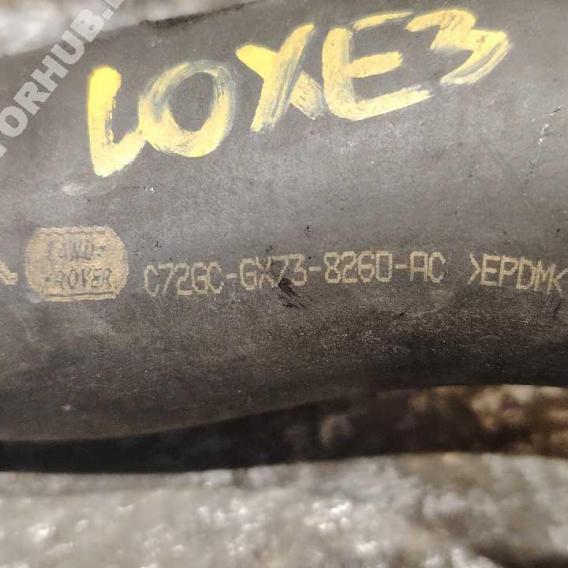 LOXE3
LAND-
-ROVER
C72GC-GX73-8260-AC >EPDM<